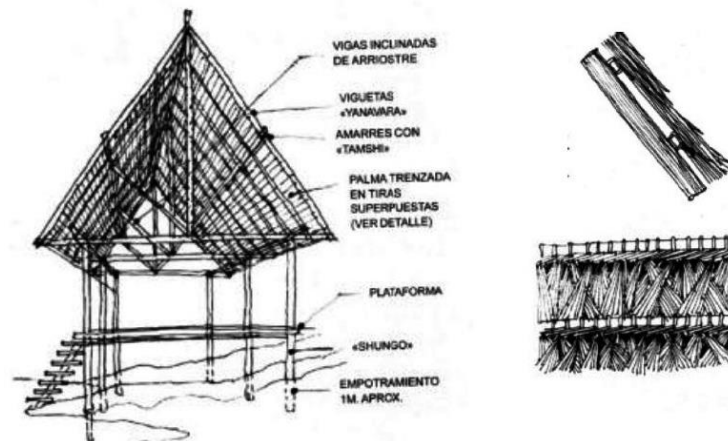 VIGAS INCLINADAS
DE ARRIOSTRE
VIGUETAS
«YANAVARA»
AMARRES CON
«TAMSHI»
PALMA TRENZADA
EN TIRAS
SUPERPUESTAS
(VER DETALLE)
PLATAFORMA
«SHUNGO»
EMPOTRAMIENTO
1M. APROX.